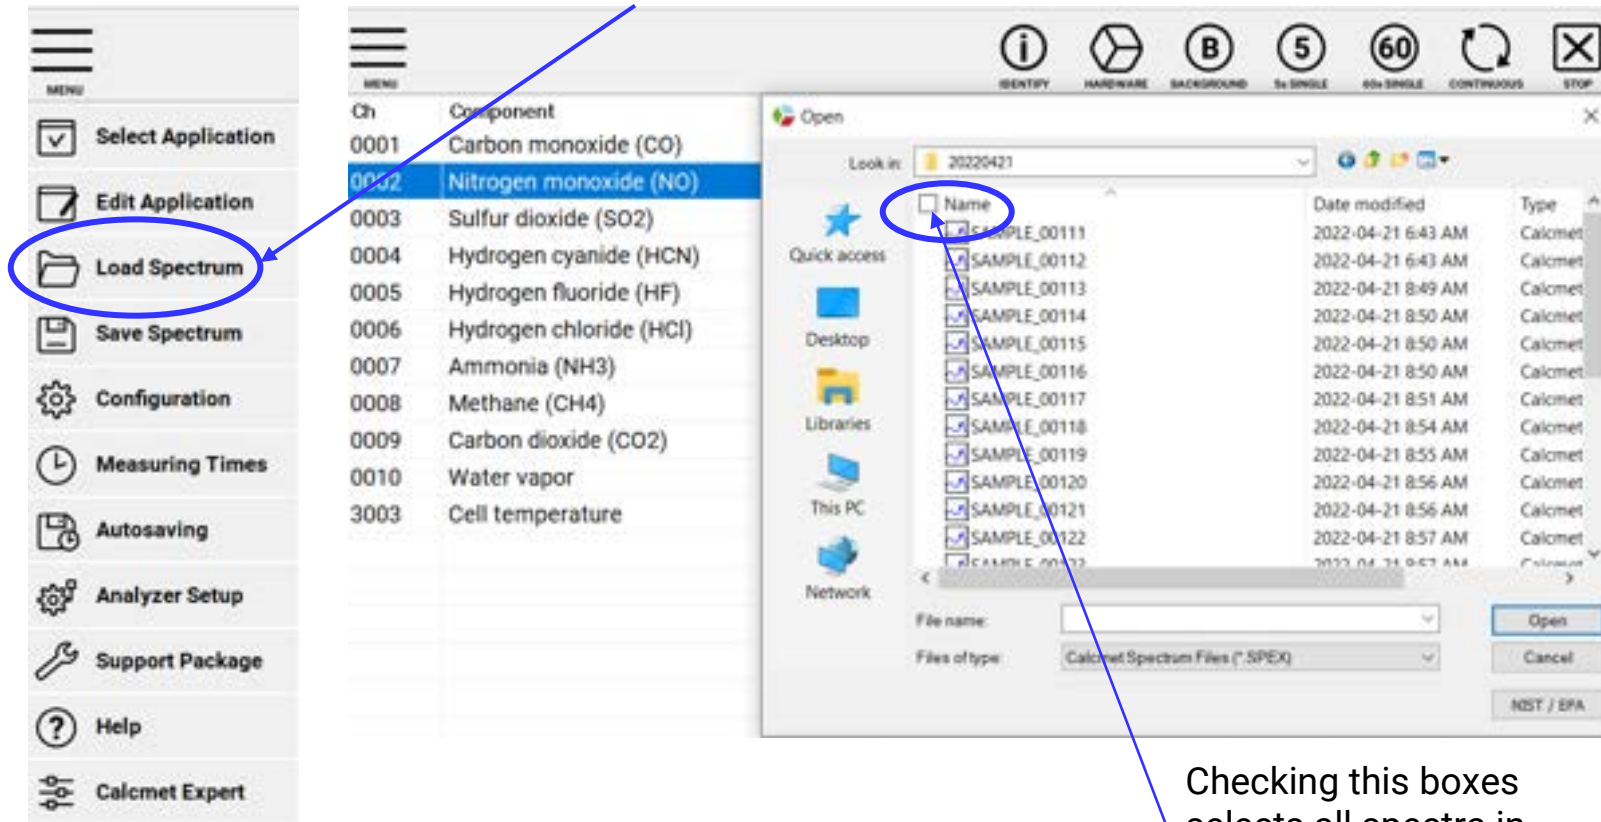 MENU
Select Application
Edit Application
Load Spectrum
Save Spectrum
Configuration
Measuring Times
Autosaving
Analyzer Setup
Support Package
Help
Calcmet Expert
MENU
IDENTIFY
HARDWARE
BACKGROUND
5s SINGLE
60s SINGLE
CONTINUOUS
STOP
i
B
5
60
Ch Component
0001 Carbon monoxide (CO)
0002 Nitrogen monoxide (NO)
0003 Sulfur dioxide (SO2)
0004 Hydrogen cyanide (HCN)
0005 Hydrogen fluoride (HF)
0006 Hydrogen chloride (HCl)
0007 Ammonia (NH3)
0008 Methane (CH4)
0009 Carbon dioxide (CO2)
0010 Water vapor
3003 Cell temperature
Open
Look in: 20220421
Quick access
Desktop
Libraries
This PC
Network
Name Date modified Type
SAMPLE_00111 2022-04-21 6:43 AM Calcmet
SAMPLE_00112 2022-04-21 6:43 AM Calcmet
SAMPLE_00113 2022-04-21 8:49 AM Calcmet
SAMPLE_00114 2022-04-21 8:50 AM Calcmet
SAMPLE_00115 2022-04-21 8:50 AM Calcmet
SAMPLE_00116 2022-04-21 8:50 AM Calcmet
SAMPLE_00117 2022-04-21 8:51 AM Calcmet
SAMPLE_00118 2022-04-21 8:54 AM Calcmet
SAMPLE_00119 2022-04-21 8:55 AM Calcmet
SAMPLE_00120 2022-04-21 8:56 AM Calcmet
SAMPLE_00121 2022-04-21 8:56 AM Calcmet
SAMPLE_00122 2022-04-21 8:57 AM Calcmet
File name:
Open
Files of type: Calcmet Spectrum Files (*.SPEX)
Cancel
NIST / EPA
Checking this boxes
selects all spectra in